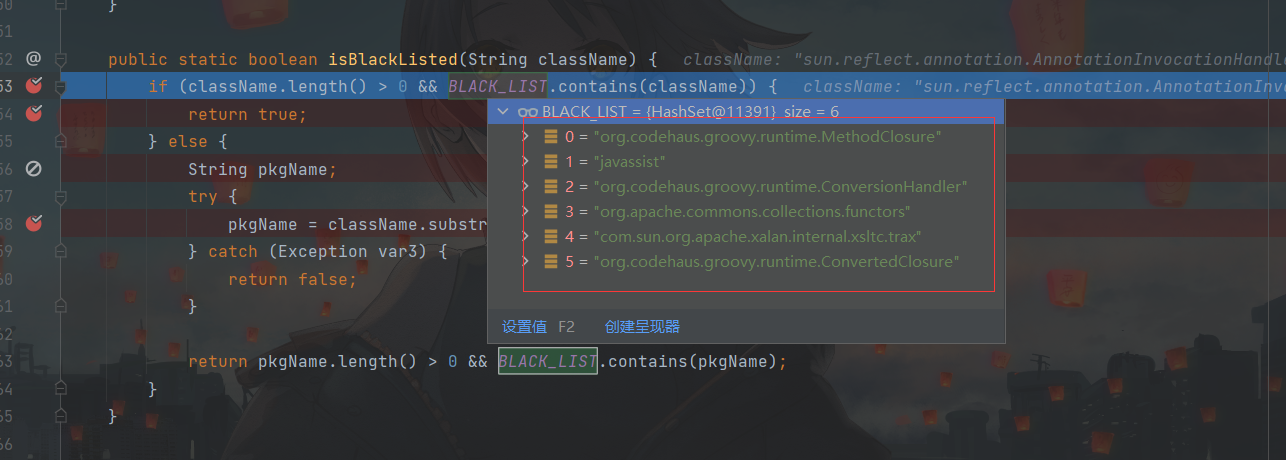 50 }
51
52 @ public static boolean isBlackListed(String className) { className: "sun.reflect.annotation.AnnotationInvocationHandle
53 if (className.length() > 0 && BLACK_LIST.contains(className)) { className: "sun.reflect.annotation.AnnotationInvo
BLACK_LIST = {HashSet@11391} size = 6
54 return true;
0 = "org.codehaus.groovy.runtime.MethodClosure"
55 } else {
1 = "javassist"
56 String pkgName;
2 = "org.codehaus.groovy.runtime.ConversionHandler"
57 try {
3 = "org.apache.commons.collections.functors"
58 pkgName = className.substr
4 = "com.sun.org.apache.xalan.internal.xsltc.trax"
59 } catch (Exception var3) {
5 = "org.codehaus.groovy.runtime.ConvertedClosure"
60 return false;
61 }
设置值 F2 创建呈现器
62
63 return pkgName.length() > 0 && BLACK_LIST.contains(pkgName);
64 }
65 }
66